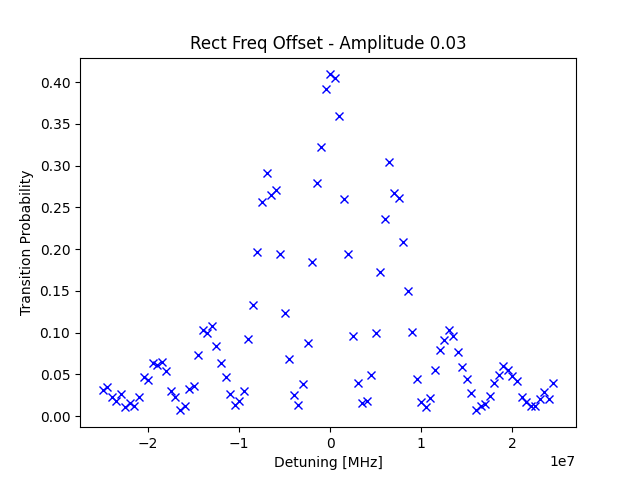 Rect Freq Offset - Amplitude 0.03
Transition Probability
0.40
0.35
0.30
0.25
0.20
0.15
0.10
0.05
0.00
−2 −1 0 1 2
1e7
Detuning [MHz]